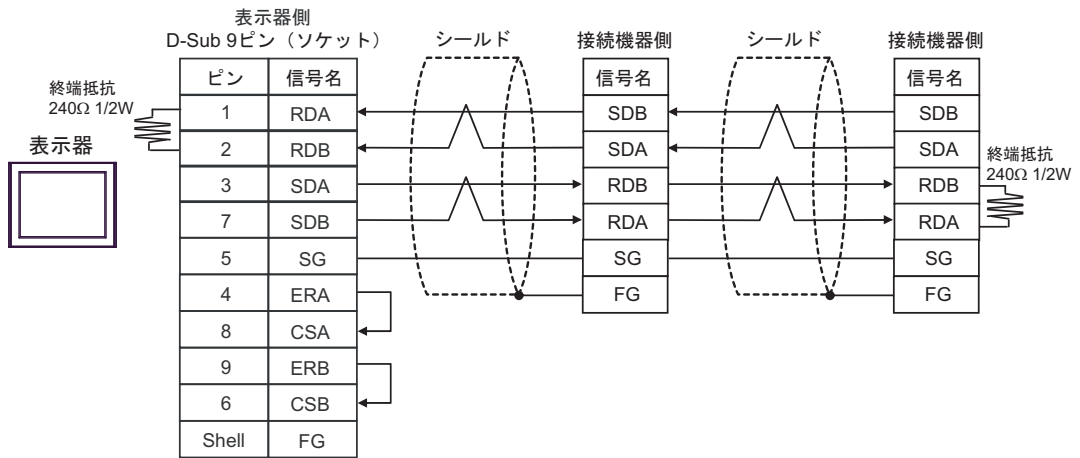 表示器側
D-Sub 9ピン（ソケット）
シールド
接続機器側
シールド
接続機器側
ピン 信号名
信号名
信号名
終端抵抗
240Ω 1/2W
表示器
1 RDA
SDB
SDB
2 RDB
SDA
SDA
終端抵抗
240Ω 1/2W
3 SDA
RDB
RDB
7 SDB
RDA
RDA
5 SG
SG
SG
4 ERA
FG
FG
8 CSA
9 ERB
6 CSB
Shell FG